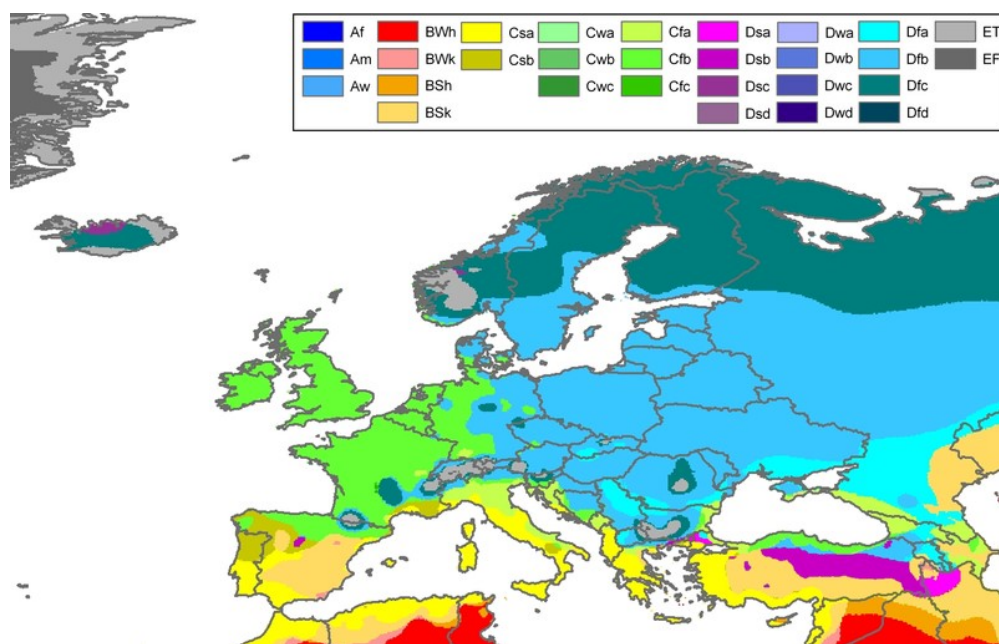 Af BWh Csa Cwa Cfa Dsa Dwa Dfa ET
Am BWk Csb Cwb Cfb Dsb Dwb Dfb EF
Aw BSh Cwc Cfc Dsc Dwc Dfc
BSk Dsd Dwd Dfd